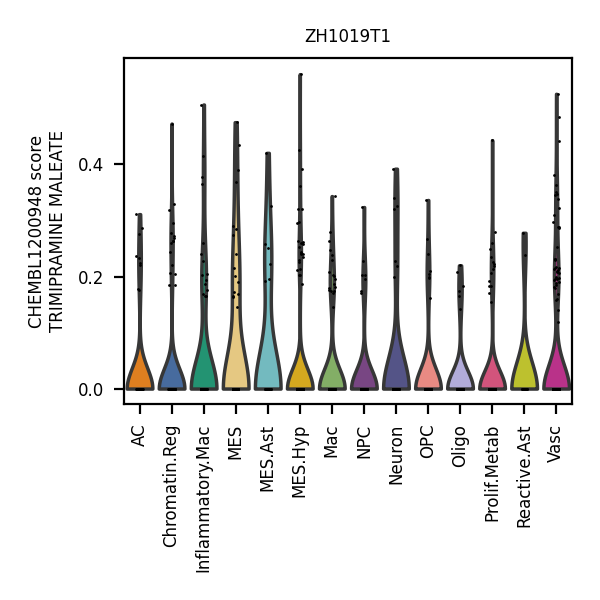 ZH1019T1
CHEMBL1200948 score
TRIMIPRAMINE MALEATE
0.4
0.2
0.0
AC
Chromatin.Reg
Inflammatory.Mac
MES
MES.Ast
MES.Hyp
Mac
NPC
Neuron
OPC
Oligo
Prolif.Metab
Reactive.Ast
Vasc